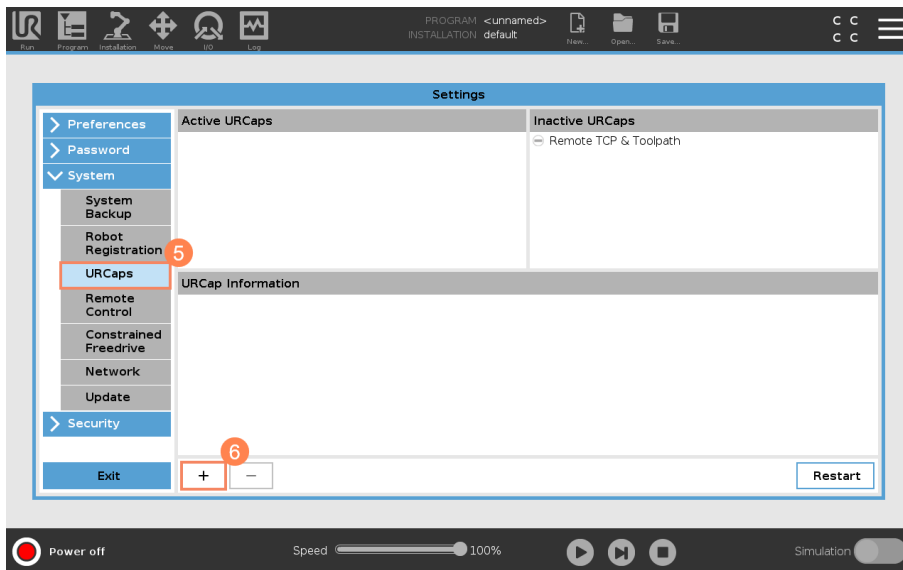 PROGRAM <unnamed>
INSTALLATION default
C C
C C
UR
Run
Program
Installation
Move
I/O
Log
New...
Open...
Save...
Settings
Preferences
Password
System
System
Backup
Robot
Registration
5
URCaps
Remote
Control
Constrained
Freedrive
Network
Update
Security
Exit
Active URCaps
Inactive URCaps
Remote TCP & Toolpath
URCap Information
6
+
−
Restart
Power off
Speed
100%
Simulation